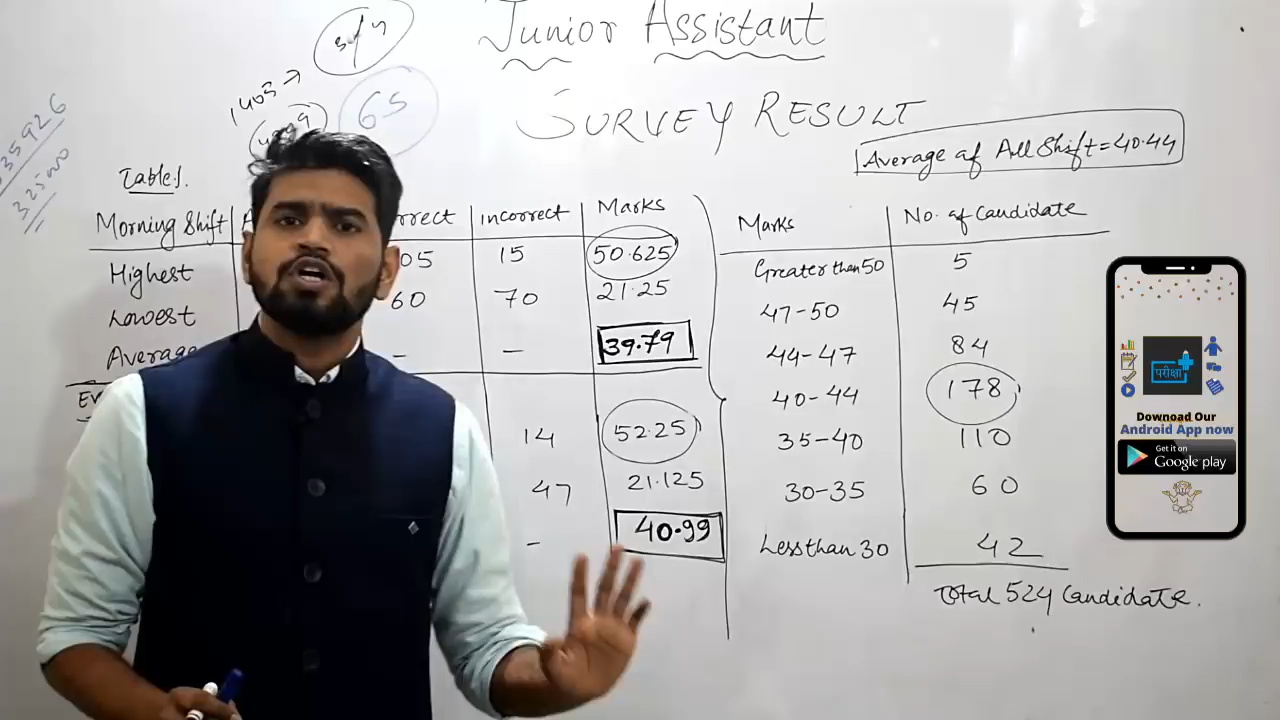 Junior Assistant
SURVEY RESULT
1403 →
65
35926
Average of All Shift = 40.44
Table 1.
Morning Shift | incorrect Marks
Highest 05 15 50.625
Lowest 60 70 21.25
Average - - 39.79
14 52.25
47 21.125
- 40.99
Marks No. of Candidate
Greater than 50 5
47-50 45
44-47 84
40-44 178
35-40 110
30-35 60
Less than 30 42
Total 524 Candidate.
परीक्षा
Downoad Our
Android App now
Get it on
Google play